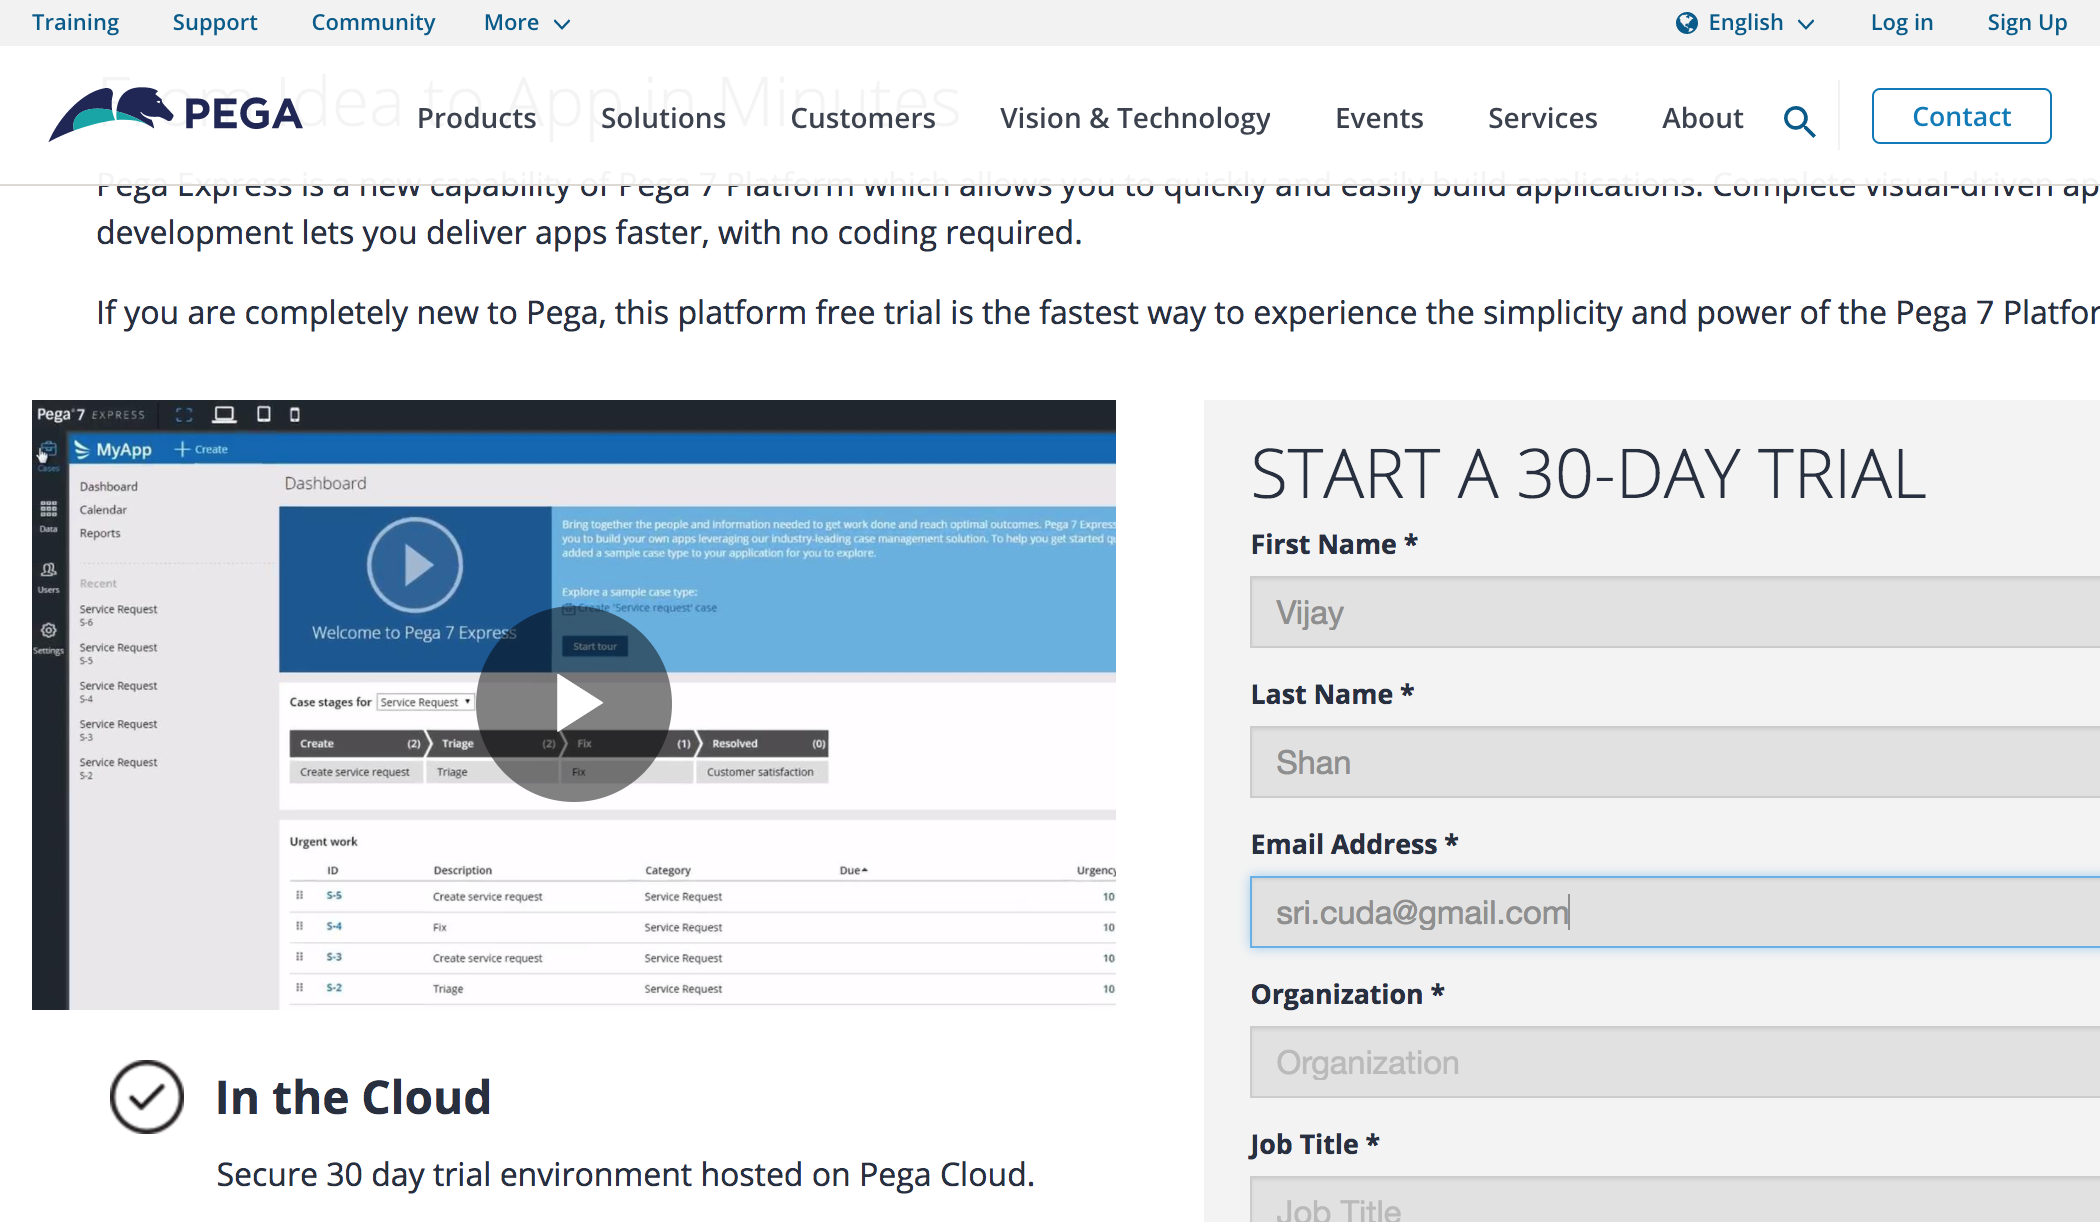 Training Support Community More English Log in Sign Up
From Idea to App in Minutes
PEGA Products Solutions Customers Vision & Technology Events Services About Contact
Pega Express is a new capability of Pega 7 Platform which allows you to quickly and easily build applications. Complete visual-driven ap
development lets you deliver apps faster, with no coding required.
If you are completely new to Pega, this platform free trial is the fastest way to experience the simplicity and power of the Pega 7 Platfor
Pega 7 EXPRESS
MyApp + Create
Cases
Data
Users
Settings
Dashboard
Calendar
Reports
Recent
Service Request
S-6
Service Request
S-5
Service Request
S-4
Service Request
S-3
Service Request
S-2
Dashboard
Welcome to Pega 7 Express
Bring together the people and information needed to get work done and reach optimal outcomes. Pega 7 Express
you to build your own apps leveraging our industry-leading case management solution. To help you get started qu
added a sample case type to your application for you to explore.
Explore a sample case type:
Create 'Service request' case
Start tour
Case stages for Service Request
Create (2) Triage (2) Fix (1) Resolved (0)
Create service request Triage Fix Customer satisfaction
Urgent work
ID Description Category Due Urgency
S-5 Create service request Service Request 10
S-4 Fix Service Request 10
S-3 Create service request Service Request 10
S-2 Triage Service Request 10
In the Cloud
Secure 30 day trial environment hosted on Pega Cloud.
START A 30-DAY TRIAL
First Name *
Vijay
Last Name *
Shan
Email Address *
sri.cuda@gmail.com
Organization *
Organization
Job Title *
Job Title